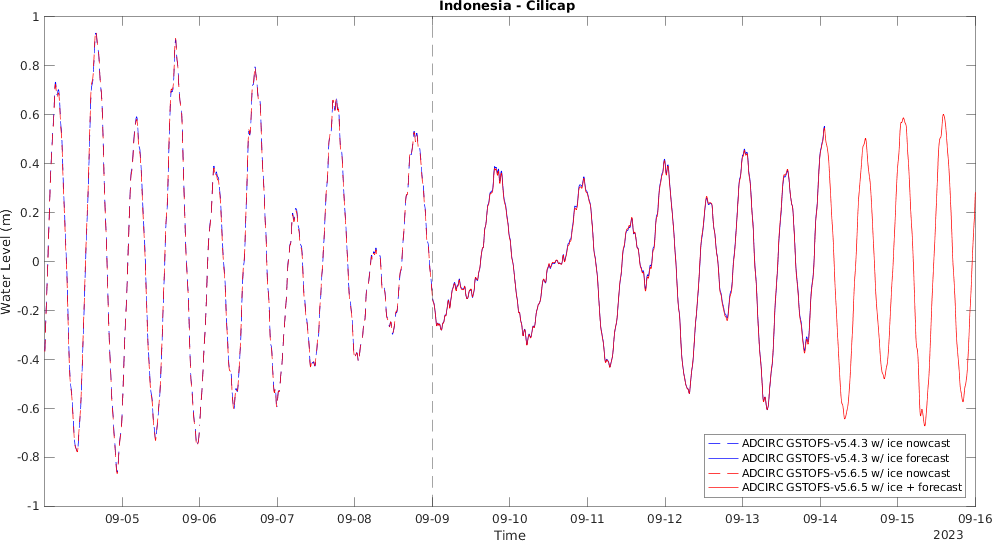 Indonesia - Cilicap
Water Level (m)
1
0.8
0.6
0.4
0.2
0
-0.2
-0.4
-0.6
-0.8
-1
09-05 09-06 09-07 09-08 09-09 09-10 09-11 09-12 09-13 09-14 09-15 09-16
Time
2023
ADCIRC GSTOFS-v5.4.3 w/ ice nowcast
ADCIRC GSTOFS-v5.4.3 w/ ice forecast
ADCIRC GSTOFS-v5.6.5 w/ ice nowcast
ADCIRC GSTOFS-v5.6.5 w/ ice + forecast